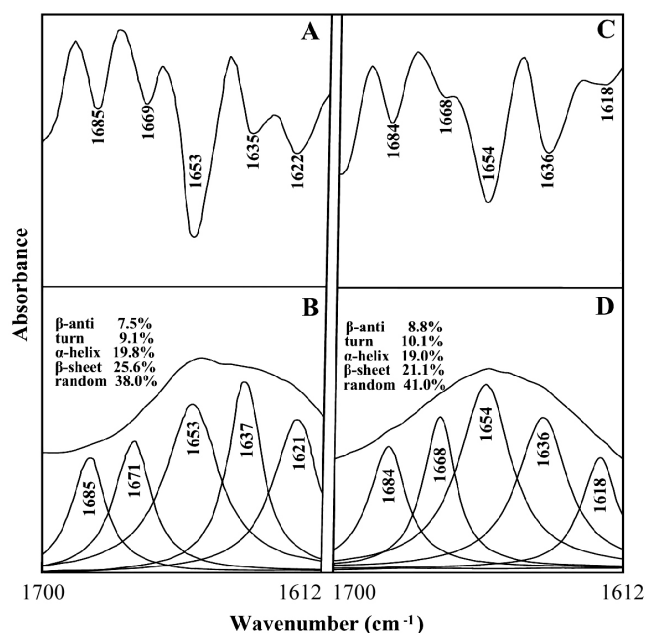 A
1685
1669
1653
1635
1622
C
1684
1668
1654
1636
1618
Absorbance
B
β-anti 7.5%
turn 9.1%
α-helix 19.8%
β-sheet 25.6%
random 38.0%
1685
1671
1653
1637
1621
D
β-anti 8.8%
turn 10.1%
α-helix 19.0%
β-sheet 21.1%
random 41.0%
1684
1668
1654
1636
1618
1700 1612 1700 1612
Wavenumber (cm⁻¹)